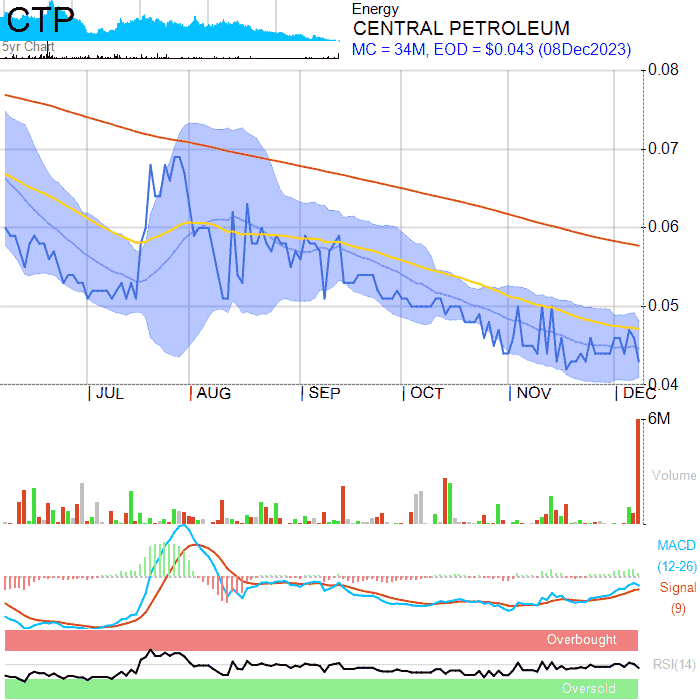 CTP
5yr Chart
Energy
CENTRAL PETROLEUM
MC = 34M, EOD = $0.043 (08Dec2023)
0.08
0.07
0.06
0.05
0.04
JUL AUG SEP OCT NOV DEC
6M
Volume
MACD
(12-26)
Signal
(9)
Overbought
RSI(14)
Oversold